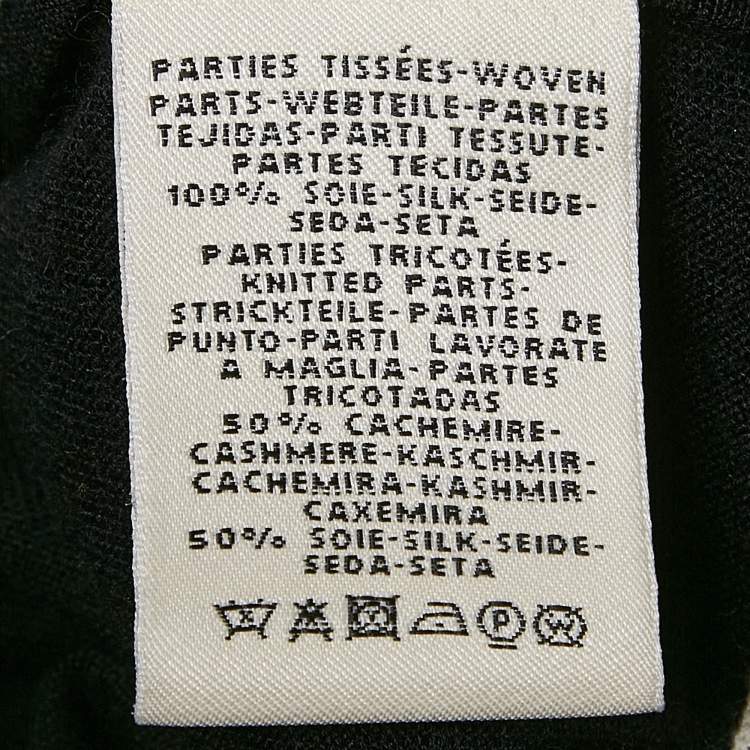 PARTIES TISSÉES-WOVEN
PARTS-WEBTEILE-PARTES
TEJIDAS-PARTI TESSUTE-
PARTES TECIDAS
100% SOIE-SILK-SEIDE-
SEDA-SETA
PARTIES TRICOTÉES-
KNITTED PARTS-
STRICKTEILE-PARTES DE
PUNTO-PARTI LAVORATE
A MAGLIA-PARTES
TRICOTADAS
50% CACHEMIRE-
CASHMERE-KASCHMIR-
CACHEMIRA-KASHMIR-
CAXEMIRA
50% SOIE-SILK-SEIDE-
SEDA-SETA
P W